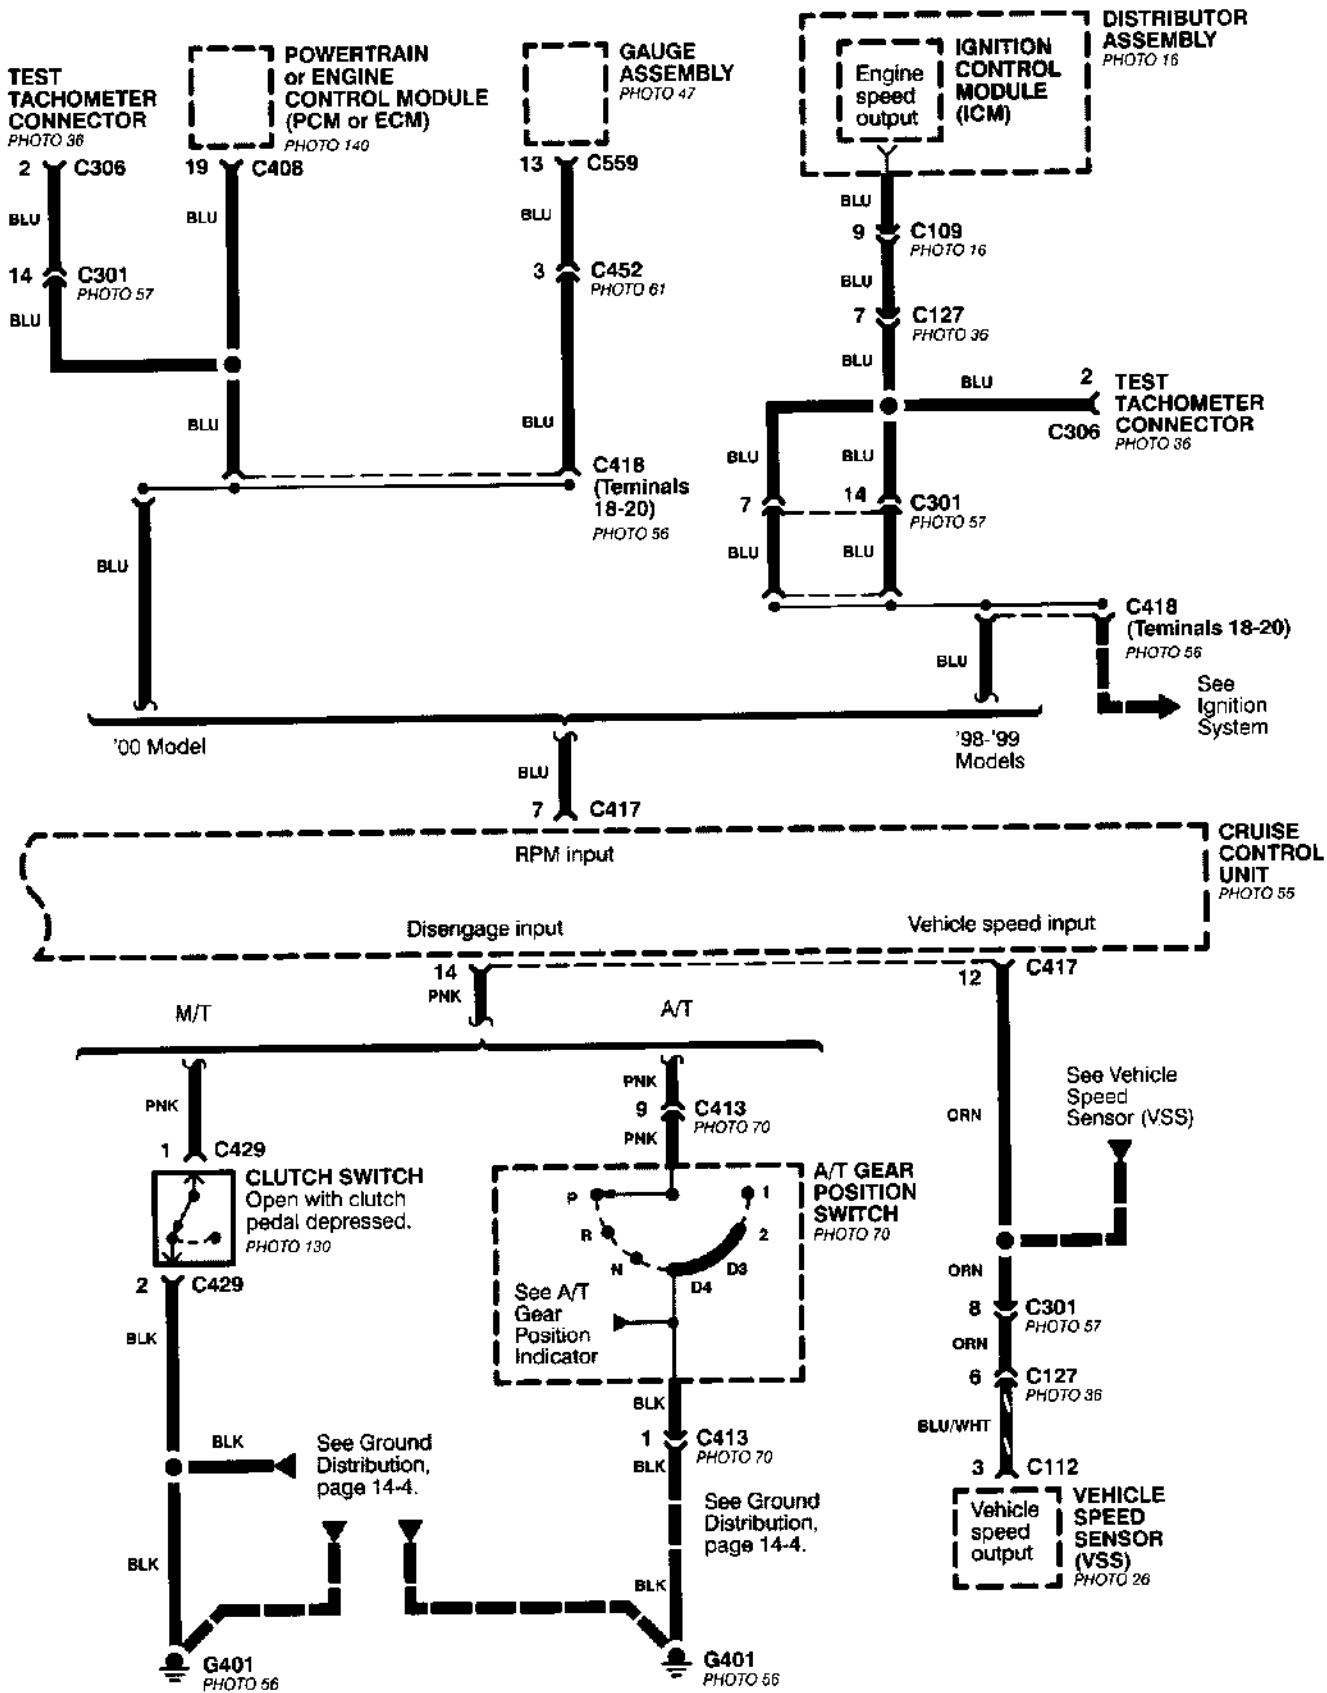 TEST
TACHOMETER
CONNECTOR
PHOTO 36
2 C306
BLU
14 C301
PHOTO 57
BLU
POWERTRAIN
or ENGINE
CONTROL MODULE
(PCM or ECM)
PHOTO 140
19 C408
BLU
BLU
GAUGE
ASSEMBLY
PHOTO 47
13 C559
BLU
3 C452
PHOTO 61
BLU
C418
(Teminals
18-20)
PHOTO 56
BLU
DISTRIBUTOR
ASSEMBLY
PHOTO 16
IGNITION
CONTROL
MODULE
(ICM)
Engine
speed
output
BLU
9 C109
PHOTO 16
BLU
7 C127
PHOTO 36
BLU
BLU
2 TEST
TACHOMETER
CONNECTOR
C306
PHOTO 36
BLU BLU
7 14 C301
PHOTO 57
BLU BLU
C418
(Teminals 18-20)
PHOTO 56
BLU
See
Ignition
System
'00 Model
'98-'99
Models
BLU
7 C417
CRUISE
CONTROL
UNIT
PHOTO 55
RPM input
Disengage input
Vehicle speed input
14
PNK
12 C417
M/T
A/T
PNK
1 C429
CLUTCH SWITCH
Open with clutch
pedal depressed.
PHOTO 130
2 C429
BLK
BLK
See Ground
Distribution,
page 14-4.
BLK
G401
PHOTO 56
PNK
9 C413
PHOTO 70
PNK
A/T GEAR
POSITION
SWITCH
PHOTO 70
P
R
N
D4
D3
2
1
See A/T
Gear
Position
Indicator
BLK
1 C413
PHOTO 70
BLK
See Ground
Distribution,
page 14-4.
BLK
G401
PHOTO 56
ORN
See Vehicle
Speed
Sensor (VSS)
ORN
8 C301
PHOTO 57
ORN
6 C127
PHOTO 36
BLU/WHT
3 C112
Vehicle
speed
output
VEHICLE
SPEED
SENSOR
(VSS)
PHOTO 26